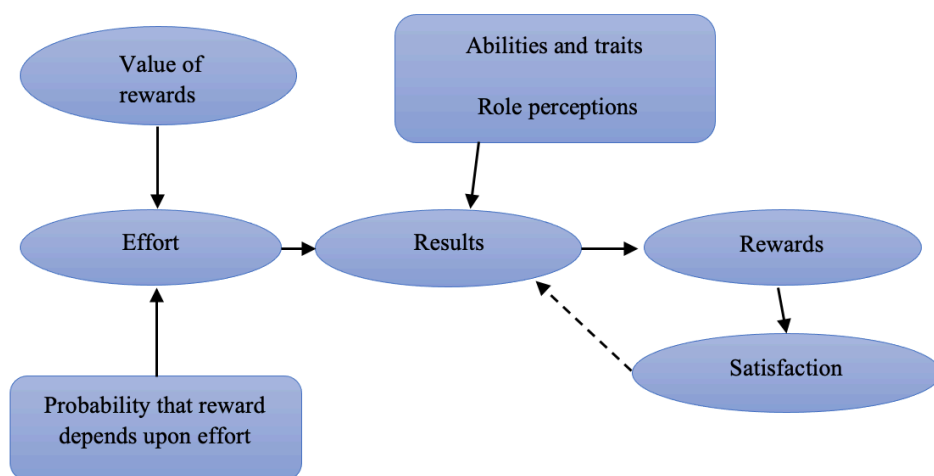 Value of
rewards
Abilities and traits
Role perceptions
Effort
Results
Rewards
Satisfaction
Probability that reward
depends upon effort